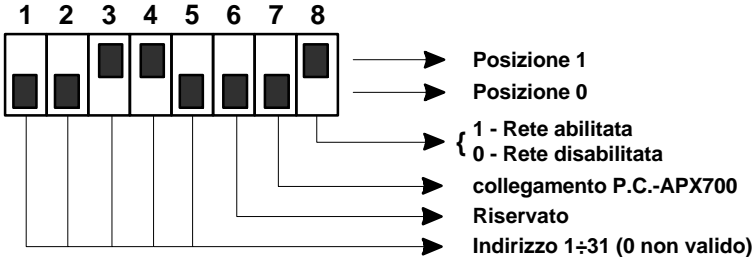 1 2 3 4 5 6 7 8
Posizione 1
Posizione 0
{ 1 - Rete abilitata
0 - Rete disabilitata
collegamento P.C.-APX700
Riservato
Indirizzo 1÷31 (0 non valido)